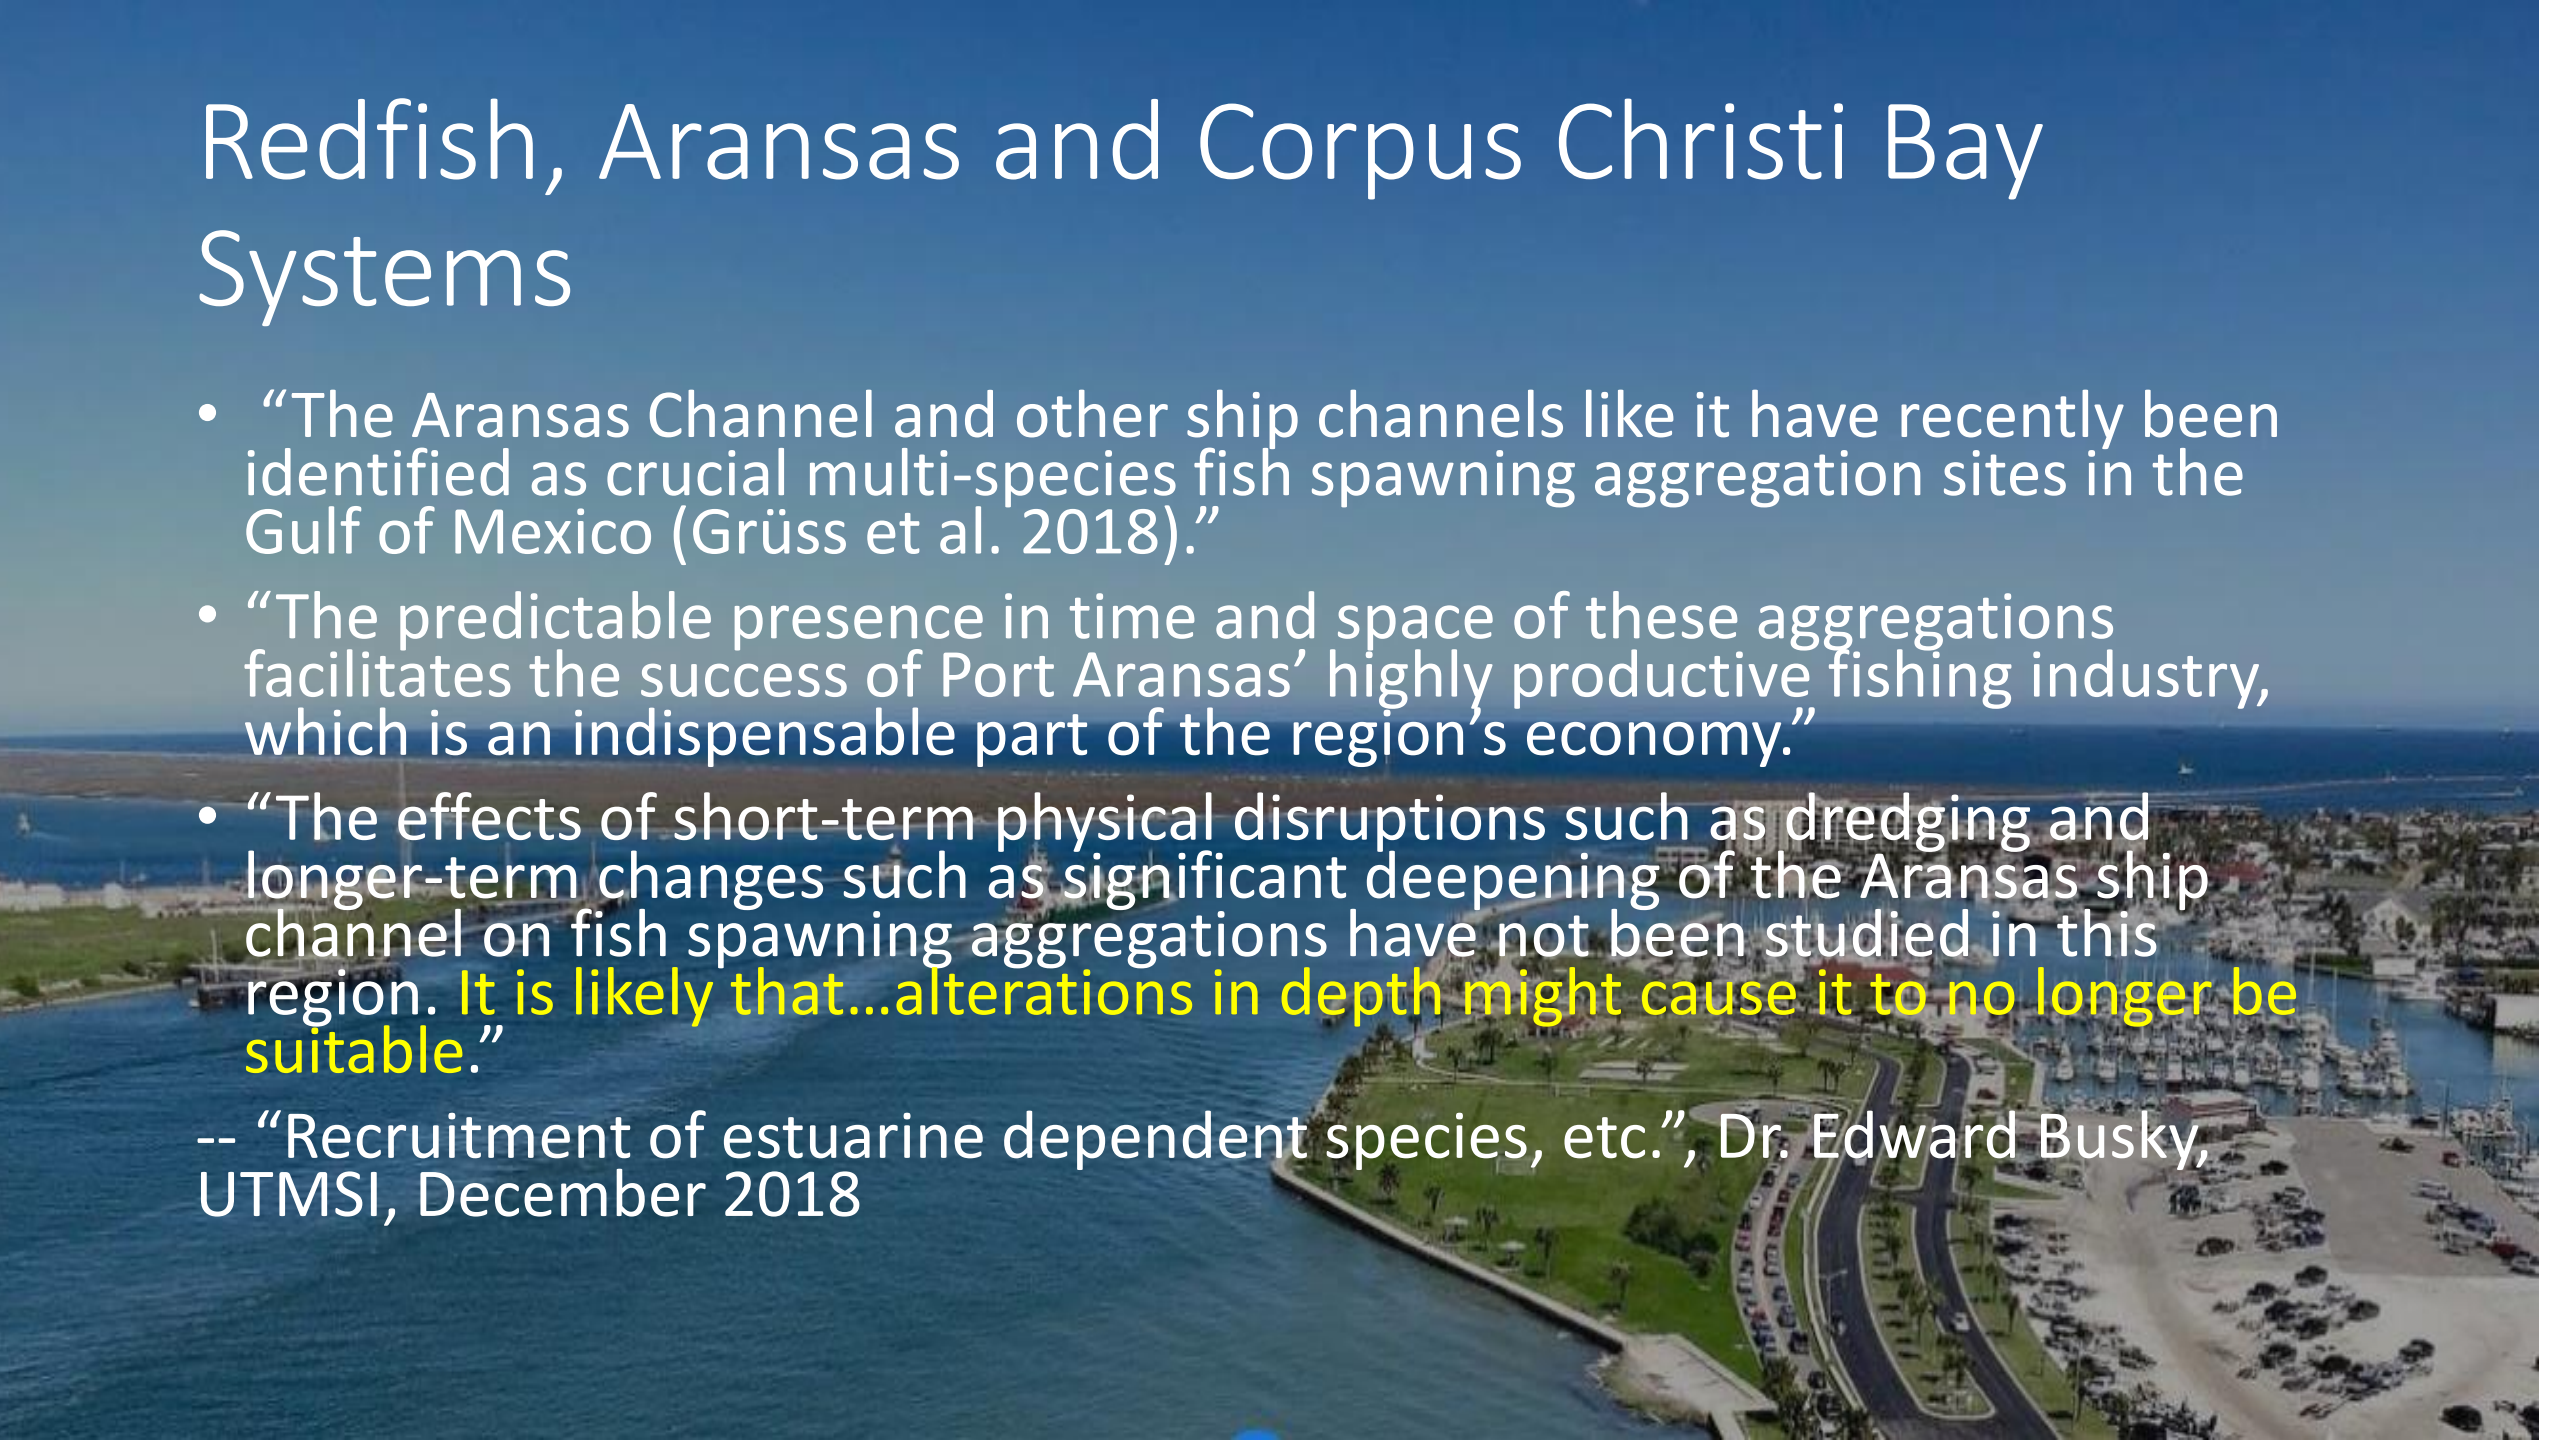 Redfish, Aransas and Corpus Christi Bay
Systems
• “The Aransas Channel and other ship channels like it have recently been
identified as crucial multi-species fish spawning aggregation sites in the
Gulf of Mexico (Grüss et al. 2018).”
• “The predictable presence in time and space of these aggregations
facilitates the success of Port Aransas’ highly productive fishing industry,
which is an indispensable part of the region’s economy.”
• “The effects of short-term physical disruptions such as dredging and
longer-term changes such as significant deepening of the Aransas ship
channel on fish spawning aggregations have not been studied in this
region. It is likely that…alterations in depth might cause it to no longer be
suitable.”
-- “Recruitment of estuarine dependent species, etc.”, Dr. Edward Busky,
UTMSI, December 2018